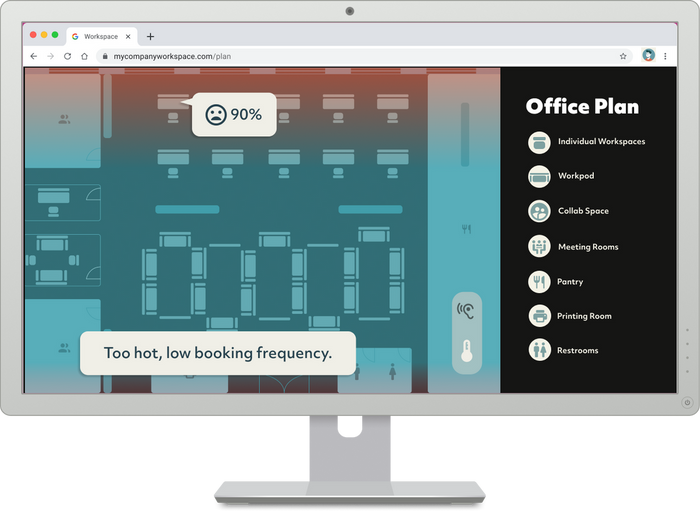 Workspace
mycompanyworkspace.com/plan
90%
Too hot, low booking frequency.
Office Plan
Individual Workspaces
Workpod
Collab Space
Meeting Rooms
Pantry
Printing Room
Restrooms